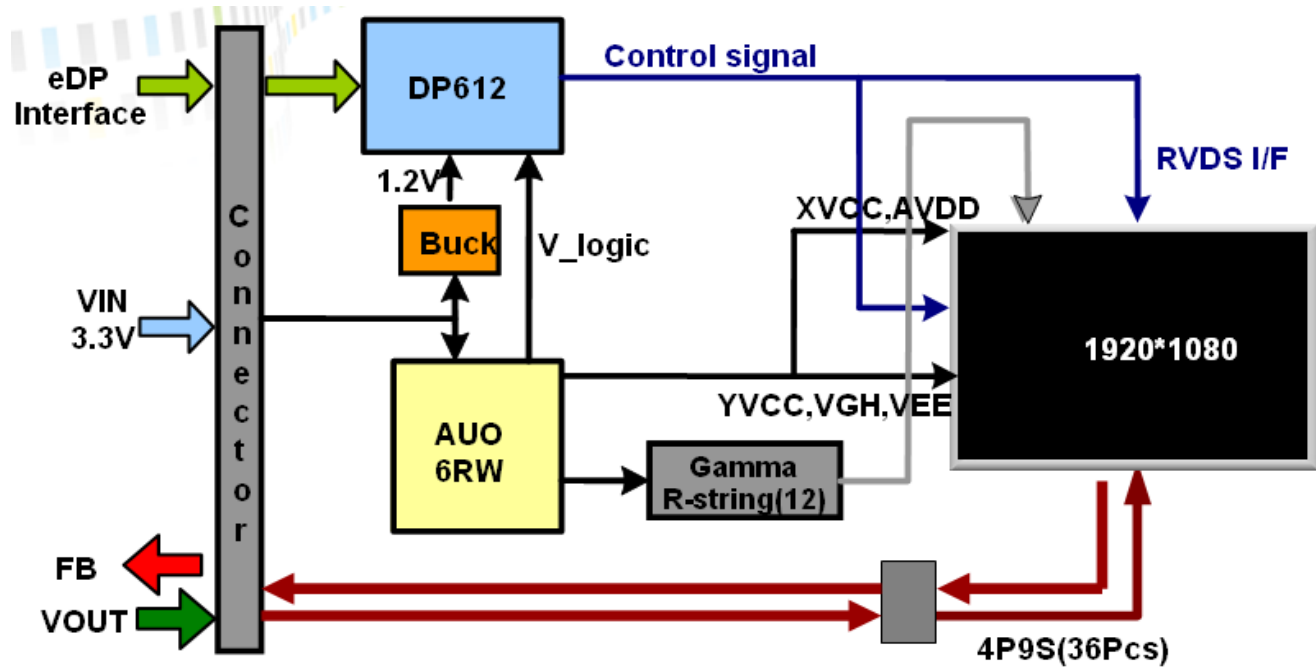 eDP
Interface
DP612
Control signal
RVDS I/F
1.2V
XVCC,AVDD
Connector
Buck
V_logic
VIN
3.3V
1920*1080
YVCC,VGH,VEE
AUO
6RW
Gamma
R-string(12)
FB
VOUT
4P9S(36Pcs)